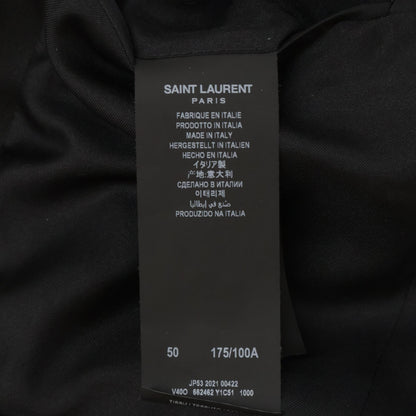 SAINT LAURENT
PARIS
FABRIQUE EN ITALIE
PRODOTTO IN ITALIA
MADE IN ITALY
HERGESTELLT IN ITALIEN
HECHO EN ITALIA
イタリア製
产地:意大利
СДЕЛАНО В ИТАЛИИ
이태리제
صنع في إيطاليا
PRODUZIDO NA ITALIA
50 175/100A
JP53 2021 00422
V40O 662462 Y1C51 1000